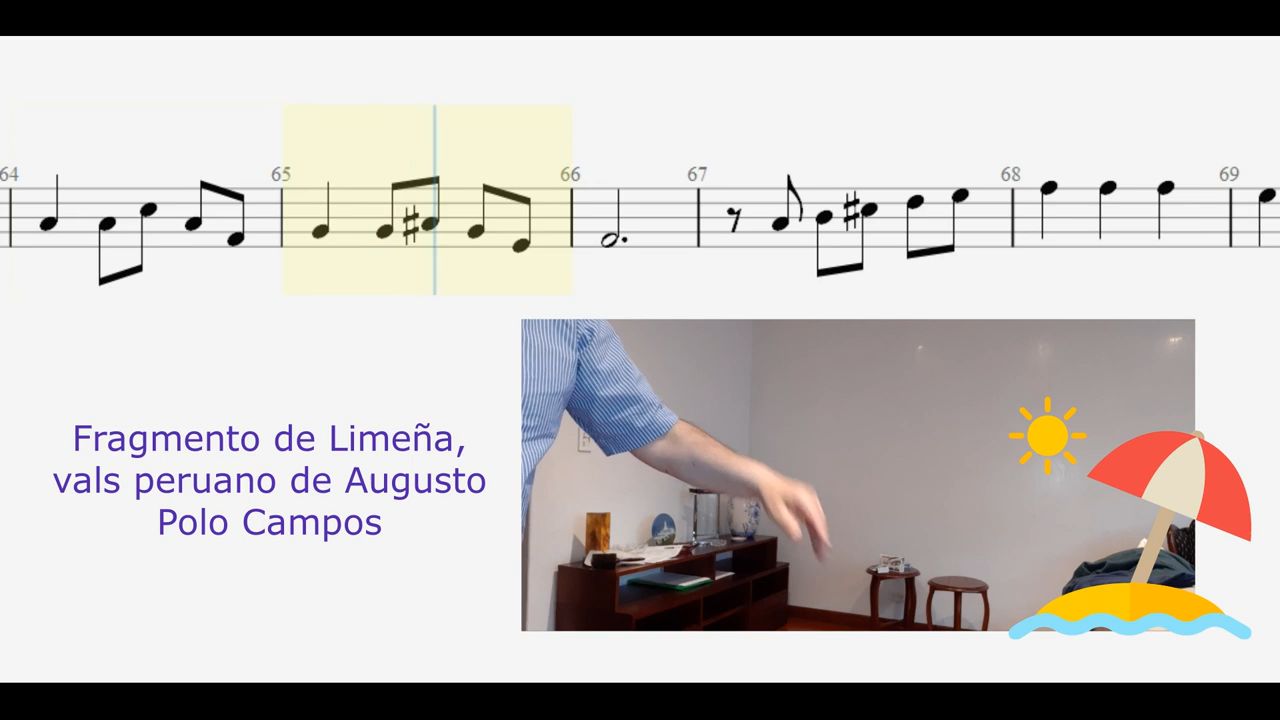 64 65 66 67 68 69
Fragmento de Limeña,
vals peruano de Augusto
Polo Campos